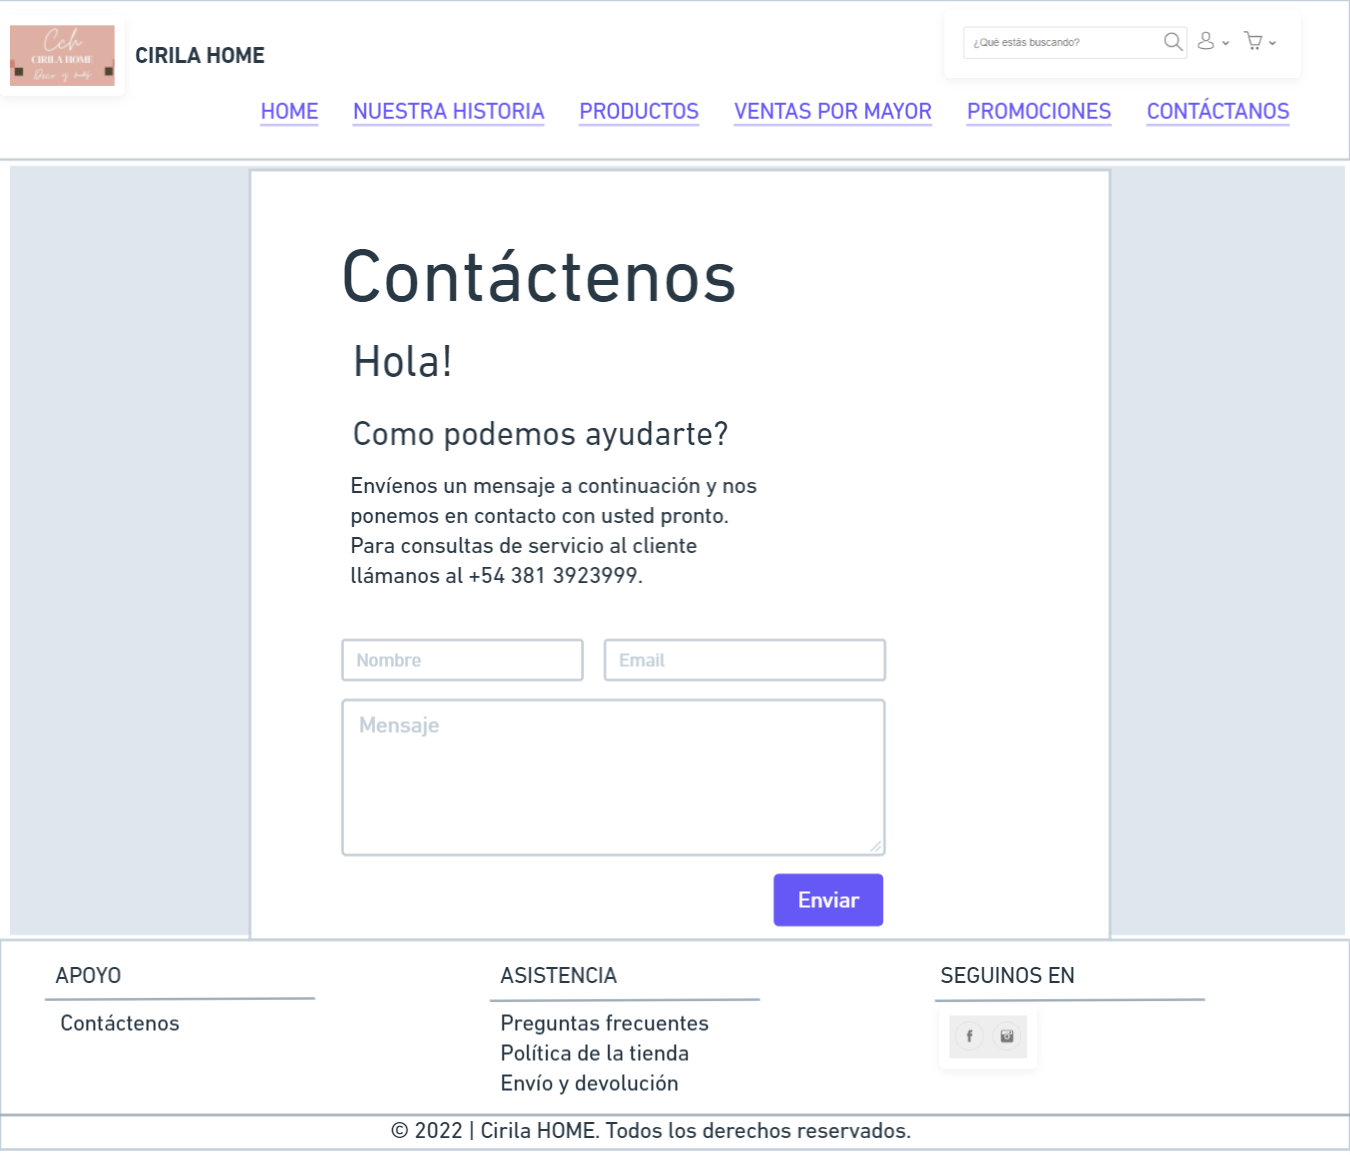 Cch
CIRILA HOME
Deco y más
CIRILA HOME
¿Qué estás buscando?
HOME NUESTRA HISTORIA PRODUCTOS VENTAS POR MAYOR PROMOCIONES CONTÁCTANOS
Contáctenos
Hola!
Como podemos ayudarte?
Envíenos un mensaje a continuación y nos
ponemos en contacto con usted pronto.
Para consultas de servicio al cliente
llámanos al +54 381 3923999.
Nombre Email
Mensaje
Enviar
APOYO
Contáctenos
ASISTENCIA
Preguntas frecuentes
Política de la tienda
Envío y devolución
SEGUINOS EN
© 2022 | Cirila HOME. Todos los derechos reservados.